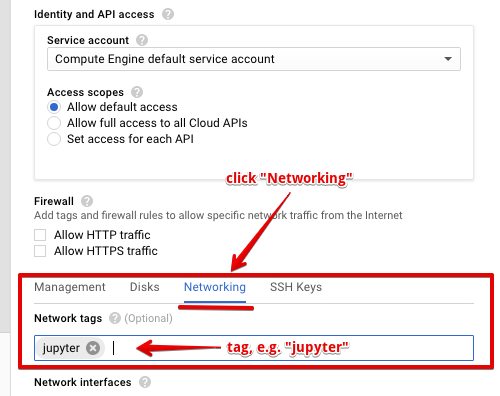 Identity and API access
Service account
Compute Engine default service account
Access scopes
Allow default access
Allow full access to all Cloud APIs
Set access for each API
click "Networking"
Firewall
Add tags and firewall rules to allow specific network traffic from the Internet
Allow HTTP traffic
Allow HTTPS traffic
Management Disks Networking SSH Keys
Network tags (Optional)
jupyter tag, e.g. "jupyter"
Network interfaces